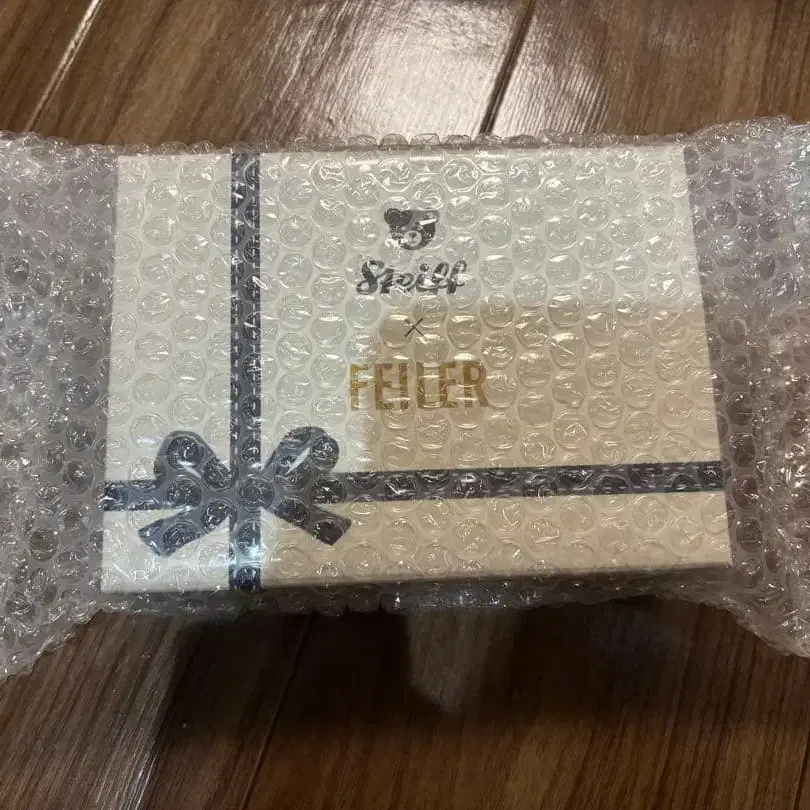 Steiff
×
FEILER